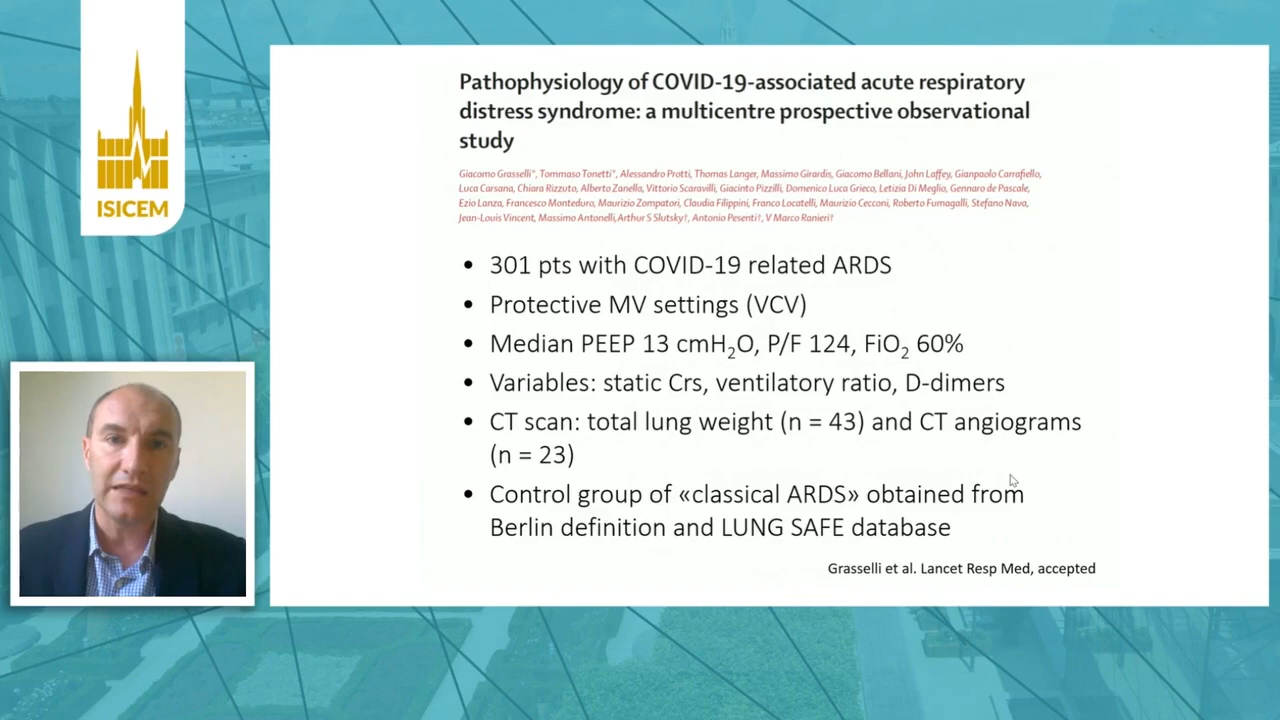 ISICEM
Pathophysiology of COVID-19-associated acute respiratory
distress syndrome: a multicentre prospective observational
study
Giacomo Grasselli*, Tommaso Tonetti*, Alessandro Protti, Thomas Langer, Massimo Girardis, Giacomo Bellani, John Laffey, Gianpaolo Carrafiello,
Luca Carsana, Chiara Rizzuto, Alberto Zanella, Vittorio Scaravilli, Giacinto Pizzilli, Domenico Luca Grieco, Letizia Di Meglio, Gennaro de Pascale,
Ezio Lanza, Francesco Monteduro, Maurizio Zompatori, Claudia Filippini, Franco Locatelli, Maurizio Cecconi, Roberto Fumagalli, Stefano Nava,
Jean-Louis Vincent, Massimo Antonelli, Arthur S Slutsky†, Antonio Pesenti†, V Marco Ranieri†
• 301 pts with COVID-19 related ARDS
• Protective MV settings (VCV)
• Median PEEP 13 cmH₂O, P/F 124, FiO₂ 60%
• Variables: static Crs, ventilatory ratio, D-dimers
• CT scan: total lung weight (n = 43) and CT angiograms
(n = 23)
• Control group of «classical ARDS» obtained from
Berlin definition and LUNG SAFE database
Grasselli et al. Lancet Resp Med, accepted